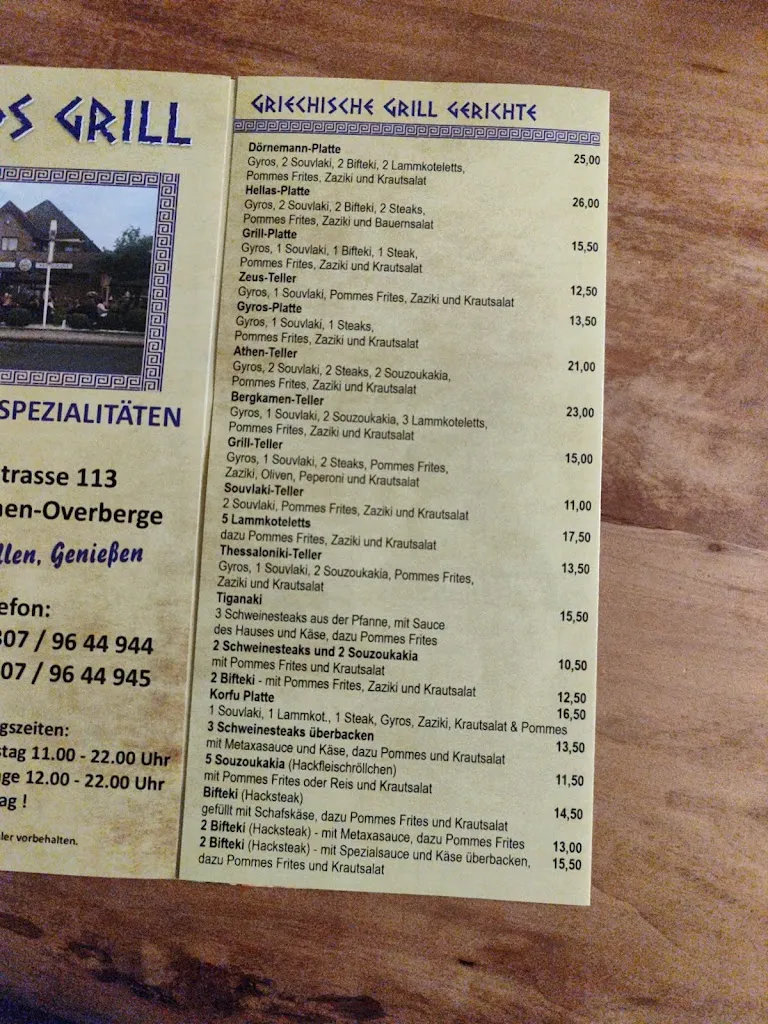 GRILL
SPEZIALITÄTEN
trasse 113
en-Overberge
llen, Genießen
efon:
307 / 96 44 944
07 / 96 44 945
gszeiten:
stag 11.00 - 22.00 Uhr
ge 12.00 - 22.00 Uhr
ag !
ler vorbehalten.
GRIECHISCHE GRILL GERICHTE
Dörnemann-Platte
Gyros, 2 Souvlaki, 2 Bifteki, 2 Lammkoteletts, 25,00
Pommes Frites, Zaziki und Krautsalat
Hellas-Platte
Gyros, 2 Souvlaki, 2 Bifteki, 2 Steaks, 26,00
Pommes Frites, Zaziki und Bauernsalat
Grill-Platte
Gyros, 1 Souvlaki, 1 Bifteki, 1 Steak, 15,50
Pommes Frites, Zaziki und Krautsalat
Zeus-Teller
Gyros, 1 Souvlaki, Pommes Frites, Zaziki und Krautsalat 12,50
Gyros-Platte
Gyros, 1 Souvlaki, 1 Steaks, 13,50
Pommes Frites, Zaziki und Krautsalat
Athen-Teller
Gyros, 2 Souvlaki, 2 Steaks, 2 Souzoukakia, 21,00
Pommes Frites, Zaziki und Krautsalat
Bergkamen-Teller
Gyros, 1 Souvlaki, 2 Souzoukakia, 3 Lammkoteletts, 23,00
Pommes Frites, Zaziki und Krautsalat
Grill-Teller
Gyros, 1 Souvlaki, 2 Steaks, Pommes Frites, 15,00
Zaziki, Oliven, Peperoni und Krautsalat
Souvlaki-Teller
2 Souvlaki, Pommes Frites, Zaziki und Krautsalat 11,00
5 Lammkoteletts
dazu Pommes Frites, Zaziki und Krautsalat 17,50
Thessaloniki-Teller
Gyros, 1 Souvlaki, 2 Souzoukakia, Pommes Frites, 13,50
Zaziki und Krautsalat
Tiganaki
3 Schweinesteaks aus der Pfanne, mit Sauce 15,50
des Hauses und Käse, dazu Pommes Frites
2 Schweinesteaks und 2 Souzoukakia
mit Pommes Frites und Krautsalat 10,50
2 Bifteki - mit Pommes Frites, Zaziki und Krautsalat 12,50
Korfu Platte 16,50
1 Souvlaki, 1 Lammkot., 1 Steak, Gyros, Zaziki, Krautsalat & Pommes
3 Schweinesteaks überbacken
mit Metaxasauce und Käse, dazu Pommes und Krautsalat 13,50
5 Souzoukakia (Hackfleischröllchen)
mit Pommes Frites oder Reis und Krautsalat 11,50
Bifteki (Hacksteak)
gefüllt mit Schafskäse, dazu Pommes Frites und Krautsalat 14,50
2 Bifteki (Hacksteak) - mit Metaxasauce, dazu Pommes Frites 13,00
2 Bifteki (Hacksteak) - mit Spezialsauce und Käse überbacken, 15,50
dazu Pommes Frites und Krautsalat